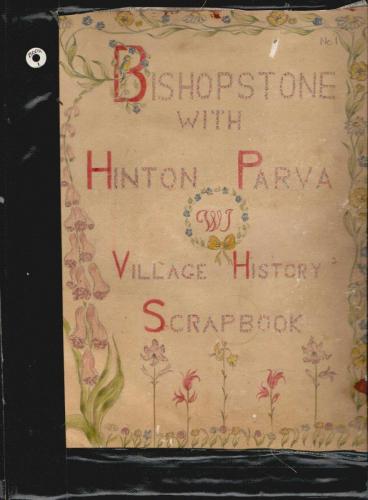 No 1
BISHOPSTONE
WITH
HINTON PARVA
WI
VILLAGE HISTORY
SCRAPBOOK